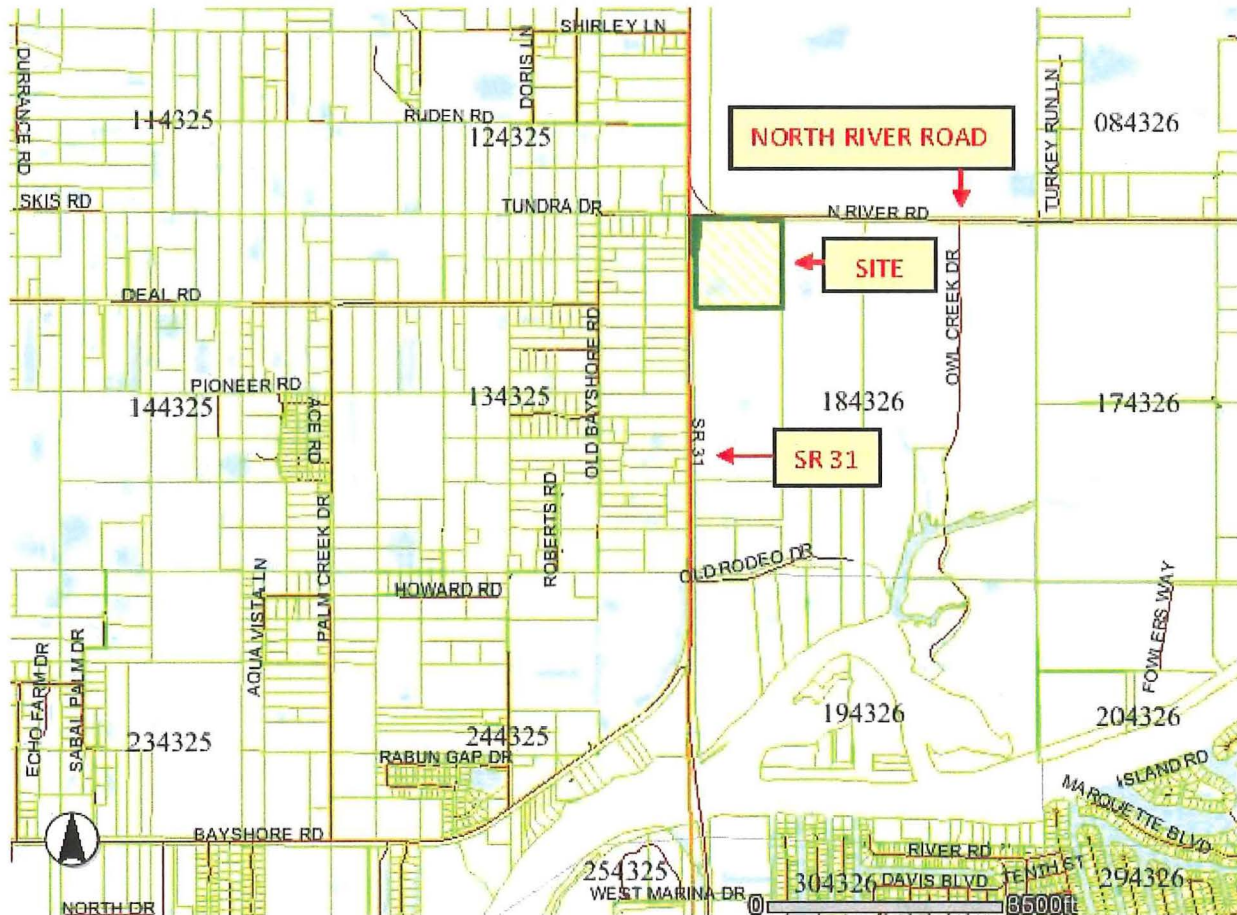 SHIRLEY LN
DURRANCE RD
DORIS LN
114325
RUDEN RD
124325
NORTH RIVER ROAD
TURKEY RUN LN
084326
SKIS RD
TUNDRA DR
N RIVER RD
SITE
OWL CREEK DR
DEAL RD
OLD BAYSHORE RD
PIONEER RD
144325
ACE RD
134325
184326
174326
SR 31
SR 31
ROBERTS RD
PALM CREEK DR
OLD RODEO DR
AQUA VISTA LN
HOWARD RD
FOWLERS WAY
ECHO FARM DR
SABAL PALM DR
234325
244325
194326
204326
RABUN GAP DR
ISLAND RD
MARQUETTE BLVD
BAYSHORE RD
RIVER RD
TENTH ST
254325
304326
DAVIS BLVD
294326
WEST MARINA DR
NORTH DR
0
3500ft